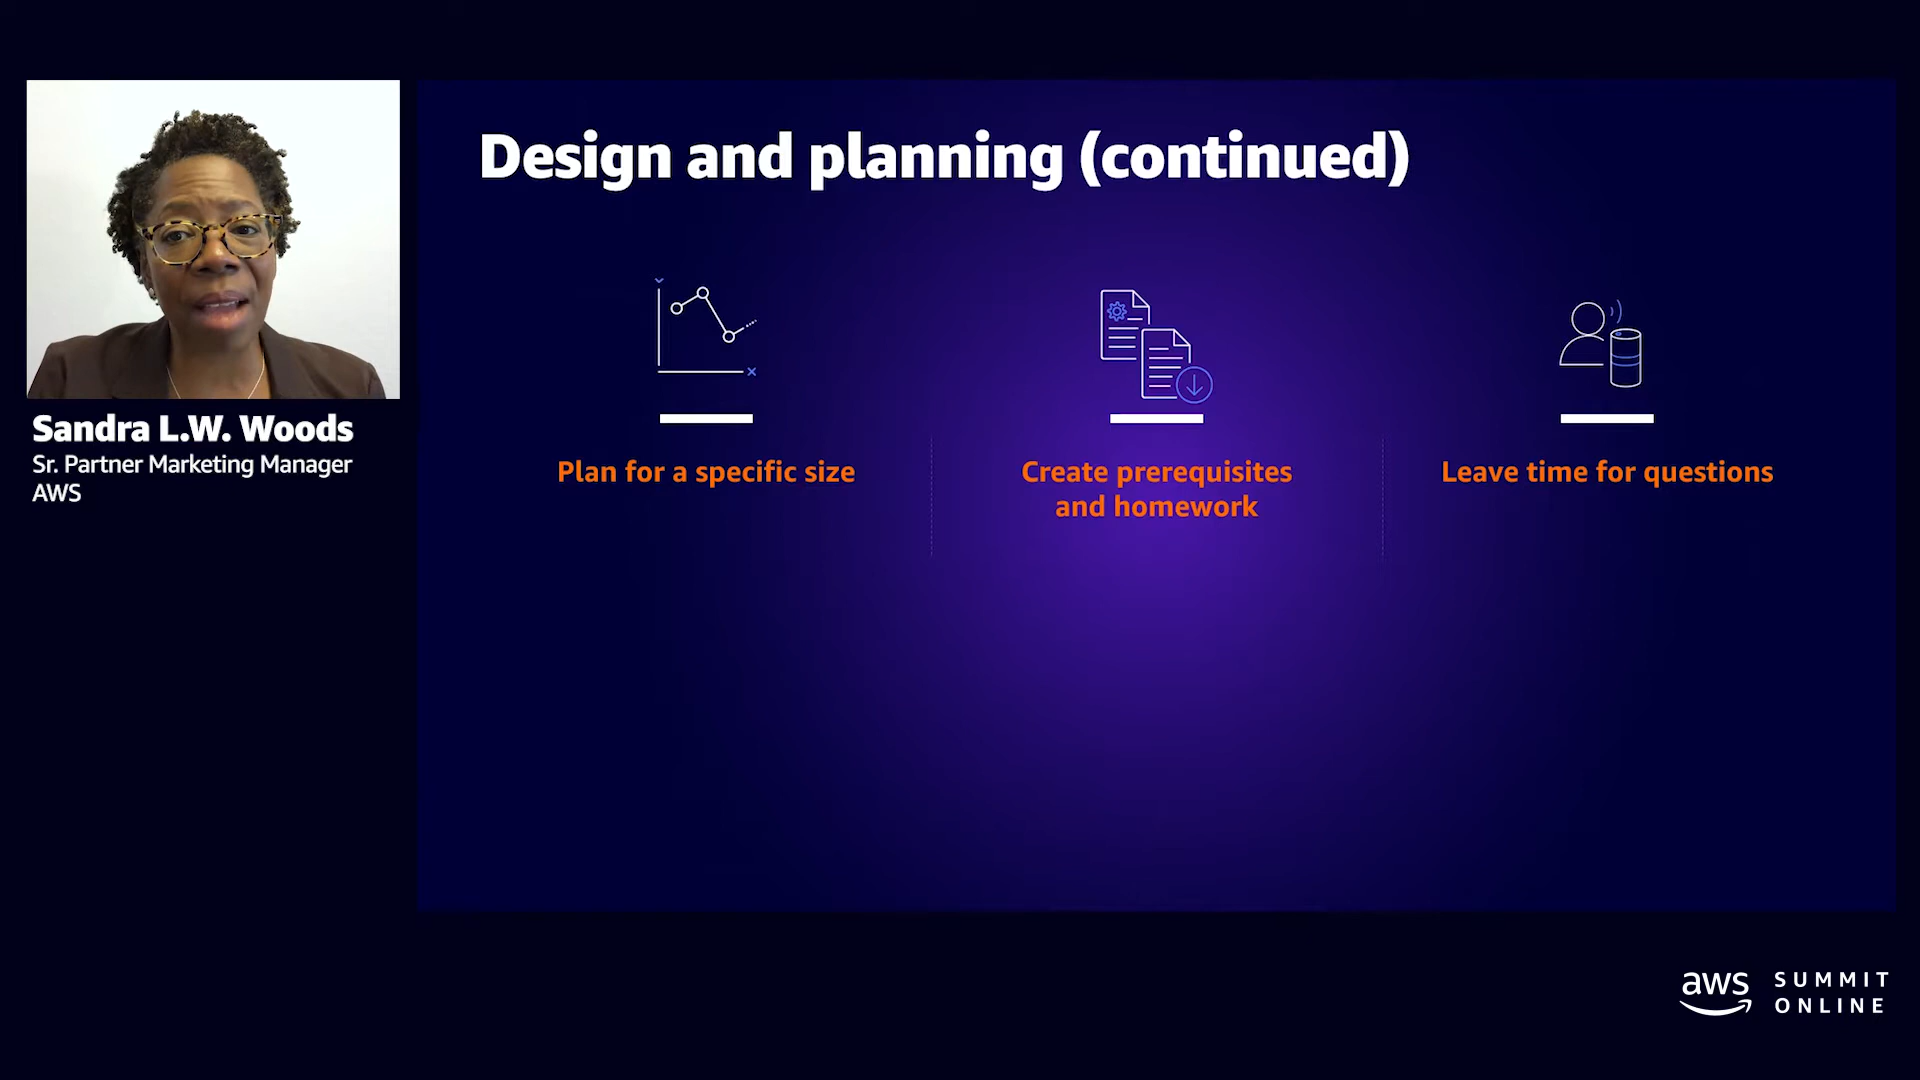 Design and planning (continued)
Sandra L.W. Woods
Sr. Partner Marketing Manager
AWS
Plan for a specific size
Create prerequisites
and homework
Leave time for questions
aws SUMMIT
ONLINE